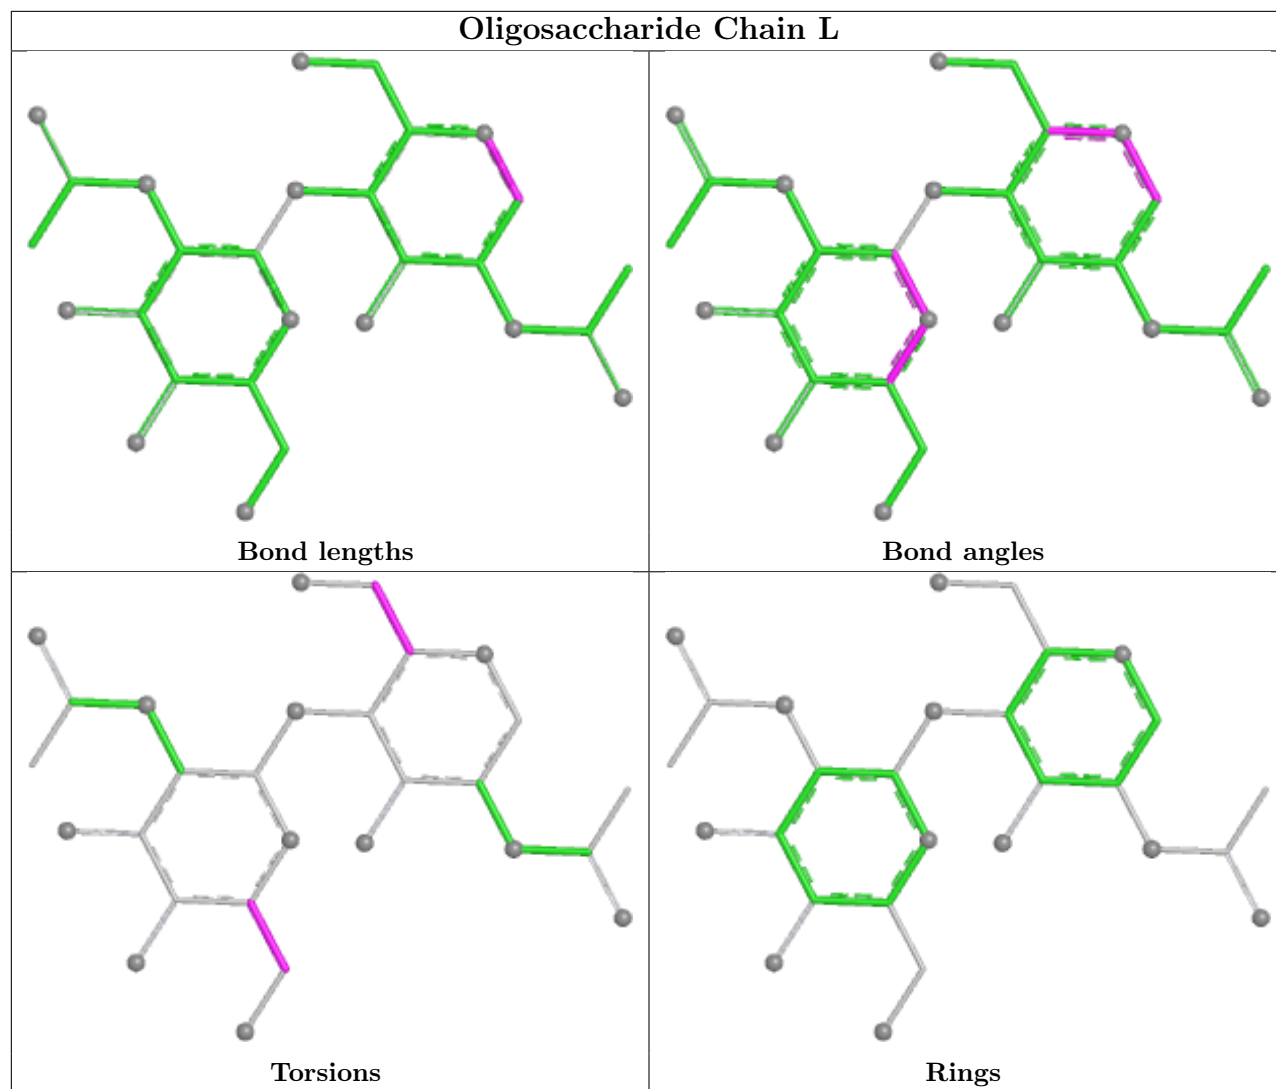 Oligosaccharide Chain L
Bond lengths
Bond angles
Torsions
Rings